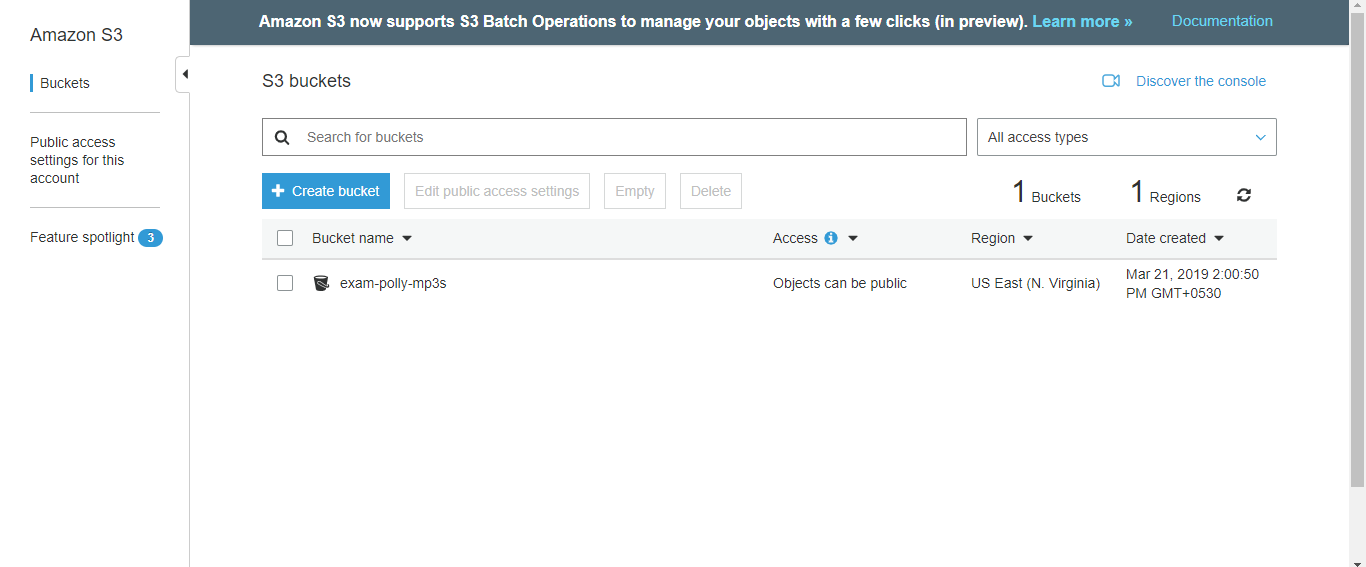 Amazon S3
Buckets
Public access
settings for this
account
Feature spotlight 3
Amazon S3 now supports S3 Batch Operations to manage your objects with a few clicks (in preview). Learn more » Documentation
S3 buckets Discover the console
Search for buckets All access types
Create bucket Edit public access settings Empty Delete 1 Buckets 1 Regions
Bucket name Access Region Date created
exam-polly-mp3s Objects can be public US East (N. Virginia) Mar 21, 2019 2:00:50
PM GMT+0530